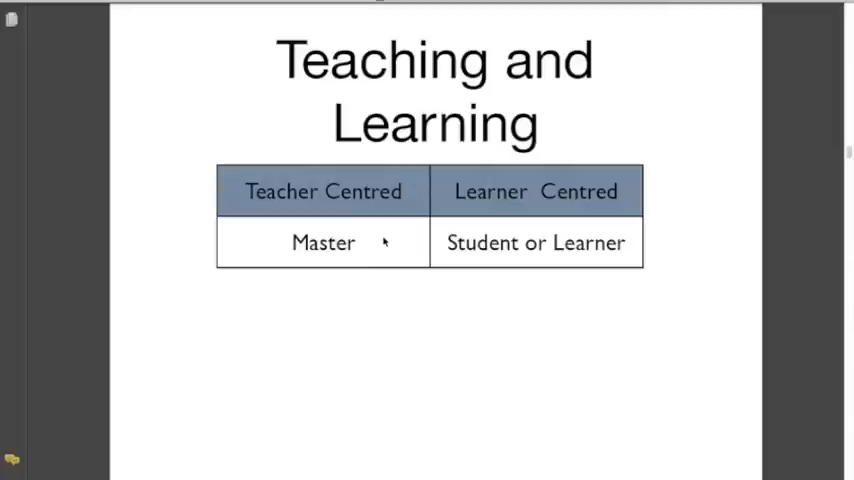 Teaching and
Learning
Teacher Centred Learner Centred
Master Student or Learner